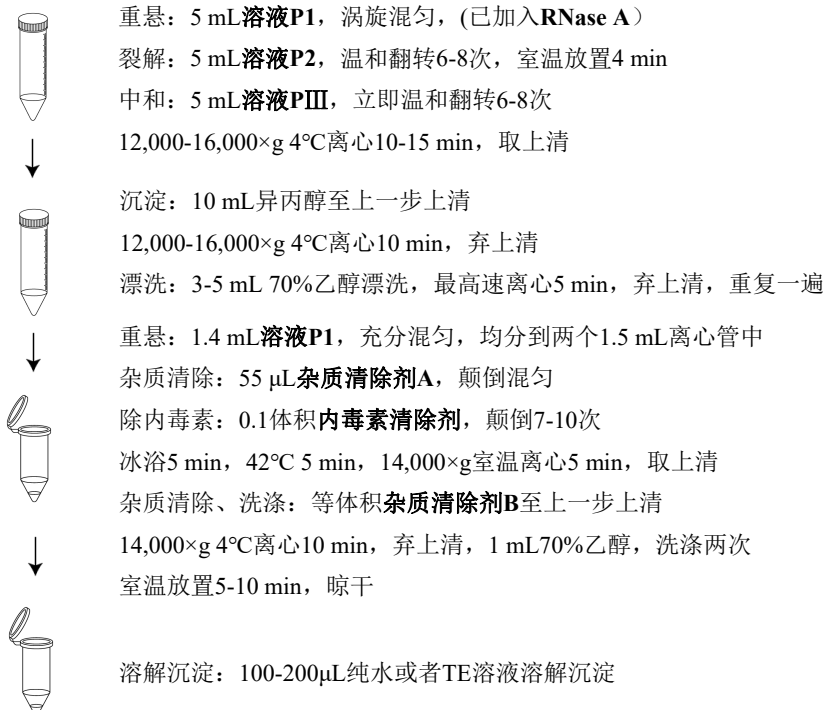 重悬：5 mL溶液P1，涡旋混匀，(已加入RNase A）
裂解：5 mL溶液P2，温和翻转6-8次，室温放置4 min
中和：5 mL溶液PⅢ，立即温和翻转6-8次
12,000-16,000×g 4℃离心10-15 min，取上清
沉淀：10 mL异丙醇至上一步上清
12,000-16,000×g 4℃离心10 min，弃上清
漂洗：3-5 mL 70%乙醇漂洗，最高速离心5 min，弃上清，重复一遍
重悬：1.4 mL溶液P1，充分混匀，均分到两个1.5 mL离心管中
杂质清除：55 μL杂质清除剂A，颠倒混匀
除内毒素：0.1体积内毒素清除剂，颠倒7-10次
冰浴5 min，42℃ 5 min，14,000×g室温离心5 min，取上清
杂质清除、洗涤：等体积杂质清除剂B至上一步上清
14,000×g 4℃离心10 min，弃上清，1 mL70%乙醇，洗涤两次
室温放置5-10 min，晾干
溶解沉淀：100-200μL纯水或者TE溶液溶解沉淀